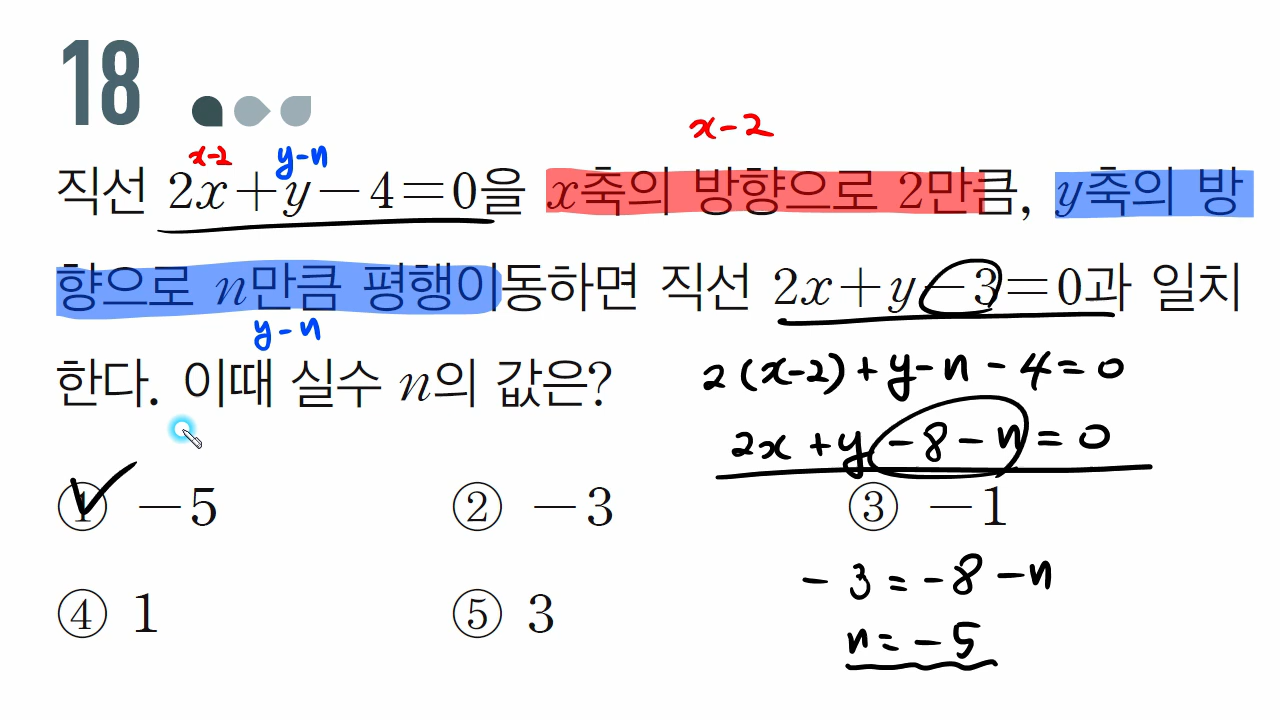 18
x-2
x-2 y-n
직선 2x+y-4=0을 x축의 방향으로 2만큼, y축의 방
향으로 n만큼 평행이동하면 직선 2x+y-3=0과 일치
y-n
한다. 이때 실수 n의 값은?
2(x-2)+y-n-4=0
2x+y-8-n=0
① -5 ② -3 ③ -1
-3=-8-n
④ 1 ⑤ 3
n=-5